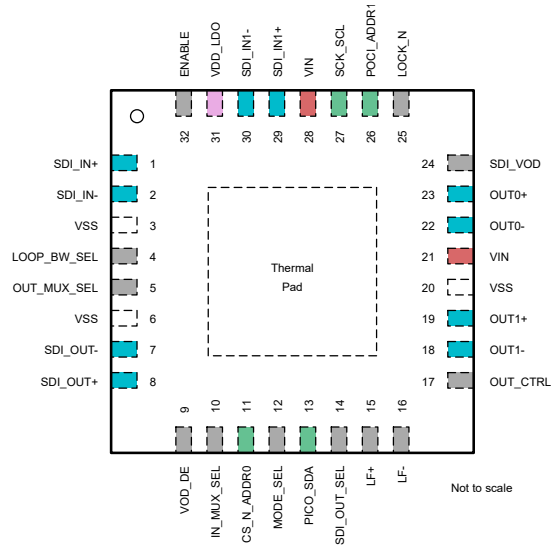 ENABLE
VDD_LDO
SDI_IN1-
SDI_IN1+
VIN
SCK_SCL
POCI_ADDR1
LOCK_N
32
31
30
29
28
27
26
25
SDI_IN+ 1
SDI_IN- 2
VSS 3
LOOP_BW_SEL 4
OUT_MUX_SEL 5
VSS 6
SDI_OUT- 7
SDI_OUT+ 8
Thermal
Pad
24 SDI_VOD
23 OUT0+
22 OUT0-
21 VIN
20 VSS
19 OUT1+
18 OUT1-
17 OUT_CTRL
9
10
11
12
13
14
15
16
VOD_DE
IN_MUX_SEL
CS_N_ADDR0
MODE_SEL
PICO_SDA
SDI_OUT_SEL
LF+
LF-
Not to scale